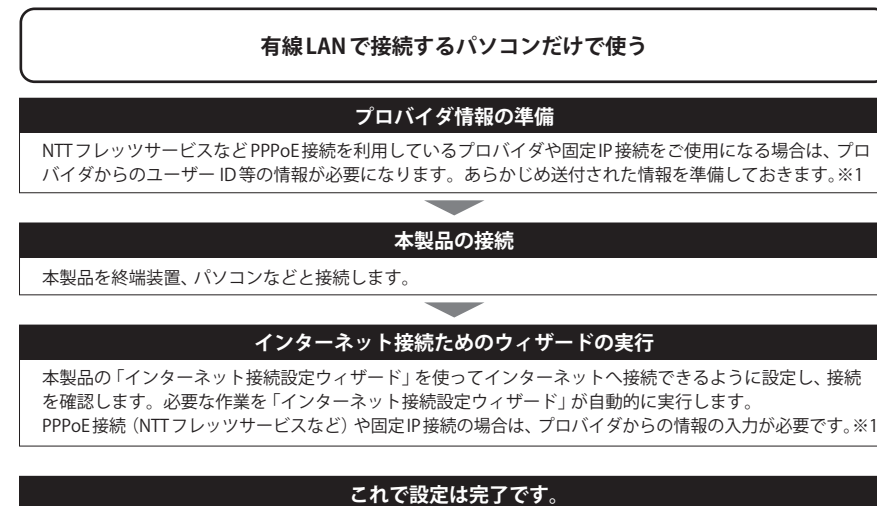 有線LANで接続するパソコンだけで使う
プロバイダ情報の準備
NTTフレッツサービスなどPPPoE接続を利用しているプロバイダや固定IP接続をご使用になる場合は、プロ
バイダからのユーザーID等の情報が必要になります。あらかじめ送付された情報を準備しておきます。※1
本製品の接続
本製品を終端装置、パソコンなどと接続します。
インターネット接続ためのウィザードの実行
本製品の「インターネット接続設定ウィザード」を使ってインターネットへ接続できるように設定し、接続
を確認します。必要な作業を「インターネット接続設定ウィザード」が自動的に実行します。
PPPoE接続（NTTフレッツサービスなど）や固定IP接続の場合は、プロバイダからの情報の入力が必要です。※1
これで設定は完了です。